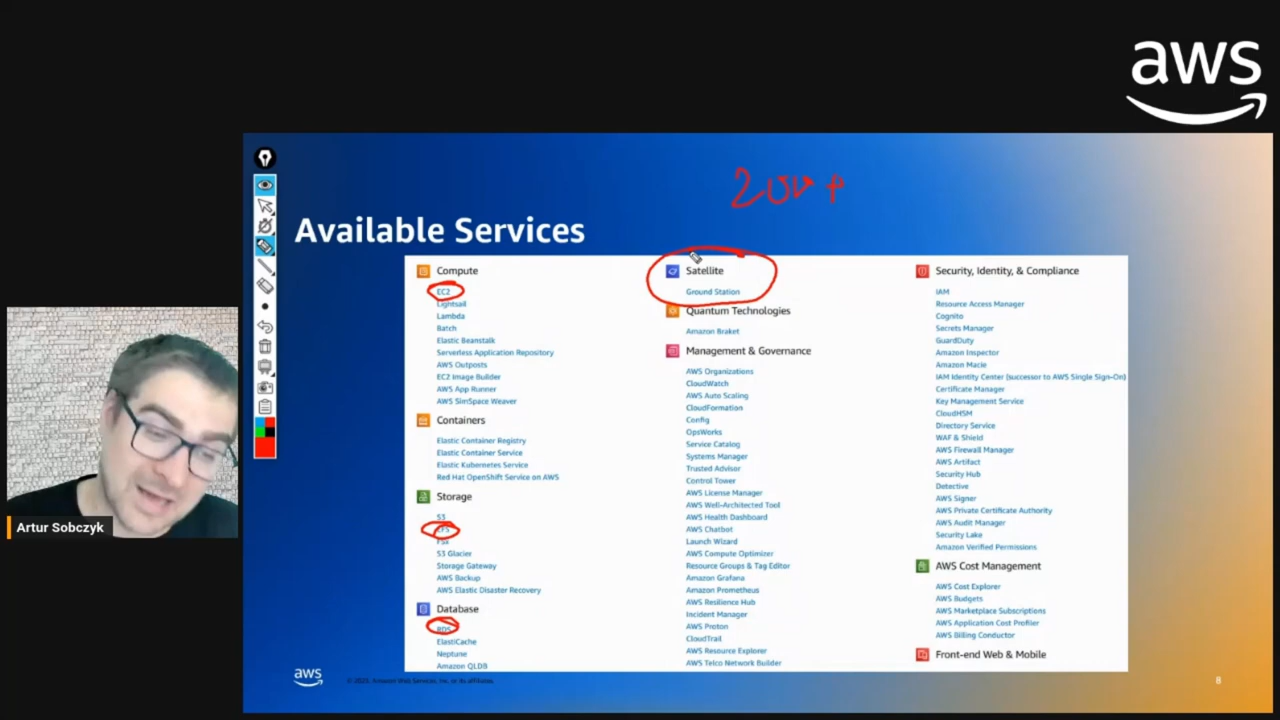 aws
200+
Available Services
Compute
EC2
Lightsail
Lambda
Batch
Elastic Beanstalk
Serverless Application Repository
AWS Outposts
EC2 Image Builder
AWS App Runner
AWS SimSpace Weaver
Containers
Elastic Container Registry
Elastic Container Service
Elastic Kubernetes Service
Red Hat OpenShift Service on AWS
Storage
S3
EFS
FSx
S3 Glacier
Storage Gateway
AWS Backup
AWS Elastic Disaster Recovery
Database
RDS
ElastiCache
Neptune
Amazon QLDB
Satellite
Ground Station
Quantum Technologies
Amazon Braket
Management & Governance
AWS Organizations
CloudWatch
AWS Auto Scaling
CloudFormation
Config
OpsWorks
Service Catalog
Systems Manager
Trusted Advisor
Control Tower
AWS License Manager
AWS Well-Architected Tool
AWS Health Dashboard
AWS Chatbot
Launch Wizard
AWS Compute Optimizer
Resource Groups & Tag Editor
Amazon Grafana
Amazon Prometheus
AWS Resilience Hub
Incident Manager
AWS Proton
CloudTrail
AWS Resource Explorer
AWS Telco Network Builder
Security, Identity, & Compliance
IAM
Resource Access Manager
Cognito
Secrets Manager
GuardDuty
Amazon Inspector
Amazon Macie
IAM Identity Center (successor to AWS Single Sign-On)
Certificate Manager
Key Management Service
CloudHSM
Directory Service
WAF & Shield
AWS Firewall Manager
AWS Artifact
Security Hub
Detective
AWS Signer
AWS Private Certificate Authority
AWS Audit Manager
Security Lake
Amazon Verified Permissions
AWS Cost Management
AWS Cost Explorer
AWS Budgets
AWS Marketplace Subscriptions
AWS Application Cost Profiler
AWS Billing Conductor
Front-end Web & Mobile
Artur Sobczyk
aws
© 2023, Amazon Web Services, Inc. or its affiliates.
8